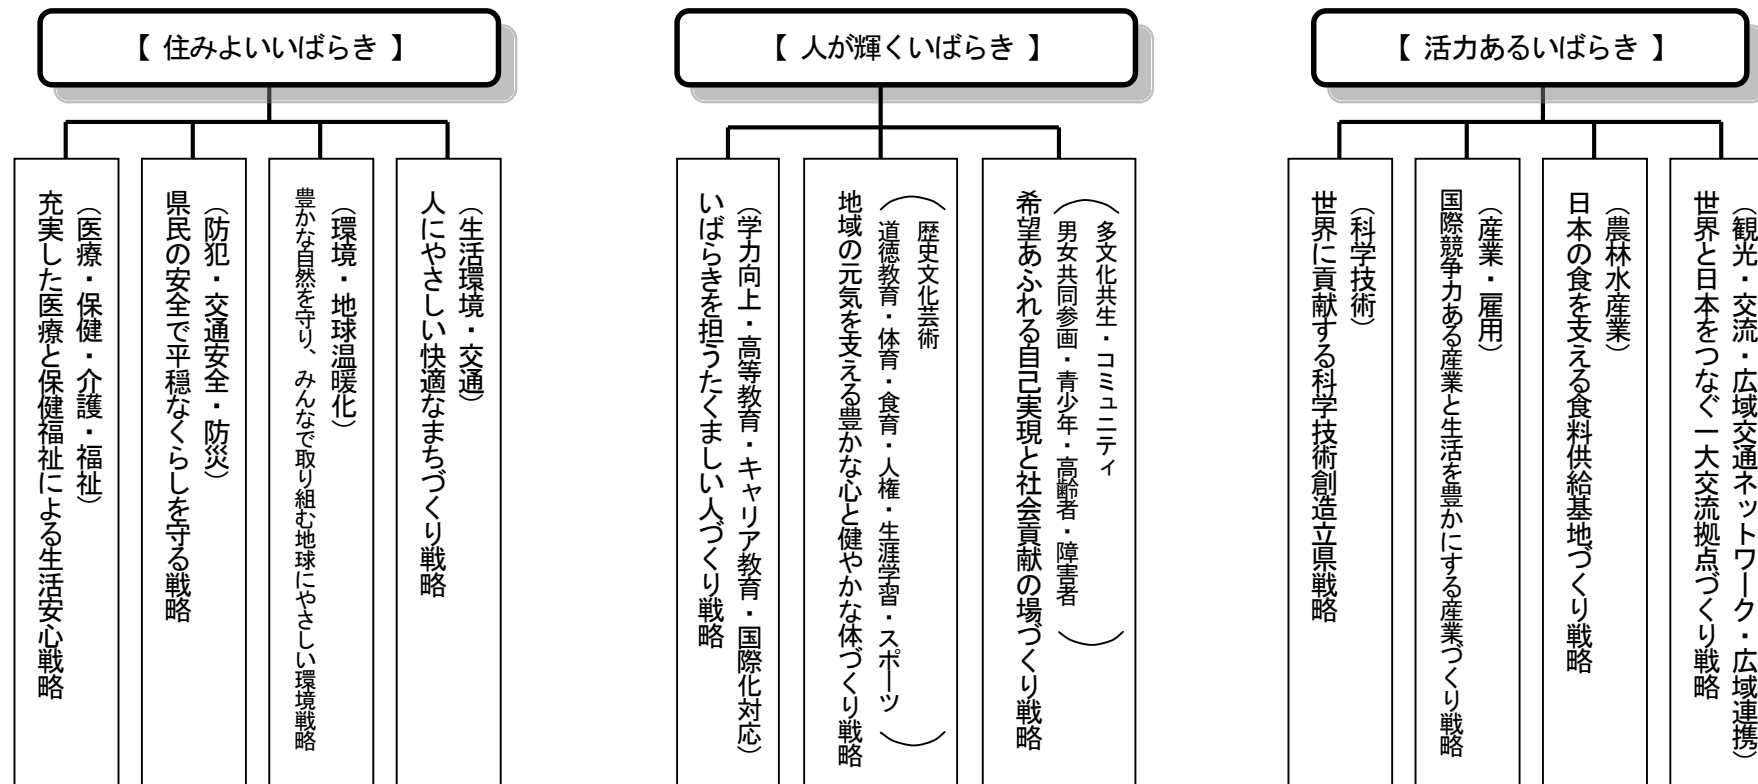 【 住みよいいばらき 】
(生活環境・交通)
人にやさしい快適なまちづくり戦略
(環境・地球温暖化)
豊かな自然を守り、みんなで取り組む地球にやさしい環境戦略
(防犯・交通安全・防災)
県民の安全で平穏なくらしを守る戦略
(医療・保健・介護・福祉)
充実した医療と保健福祉による生活安心戦略
【 人が輝くいばらき 】
多文化共生・コミュニティ
男女共同参画・青少年・高齢者・障害者
希望あふれる自己実現と社会貢献の場づくり戦略
歴史文化芸術
道徳教育・体育・食育・人権・生涯学習・スポーツ
地域の元気を支える豊かな心と健やかな体づくり戦略
(学力向上・高等教育・キャリア教育・国際化対応)
いばらきを担うたくましい人づくり戦略
【 活力あるいばらき 】
(観光・交流・広域交通ネットワーク・広域連携)
世界と日本をつなぐ一大交流拠点づくり戦略
(農林水産業)
日本の食を支える食料供給基地づくり戦略
(産業・雇用)
国際競争力ある産業と生活を豊かにする産業づくり戦略
(科学技術)
世界に貢献する科学技術創造立県戦略